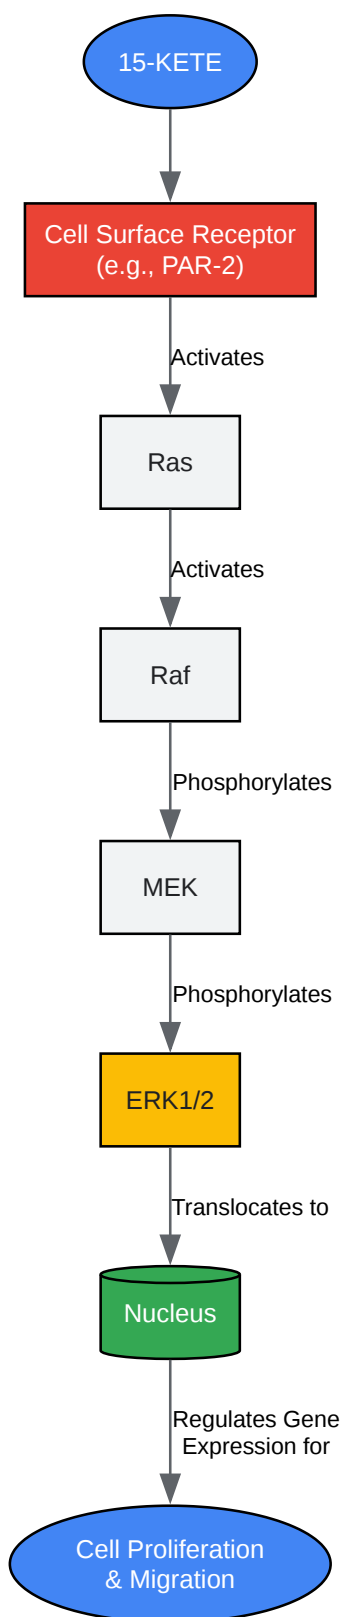 15-KETE
Cell Surface Receptor
(e.g., PAR-2)
Activates
Ras
Activates
Raf
Phosphorylates
MEK
Phosphorylates
ERK1/2
Translocates to
Nucleus
Regulates Gene
Expression for
Cell Proliferation
& Migration